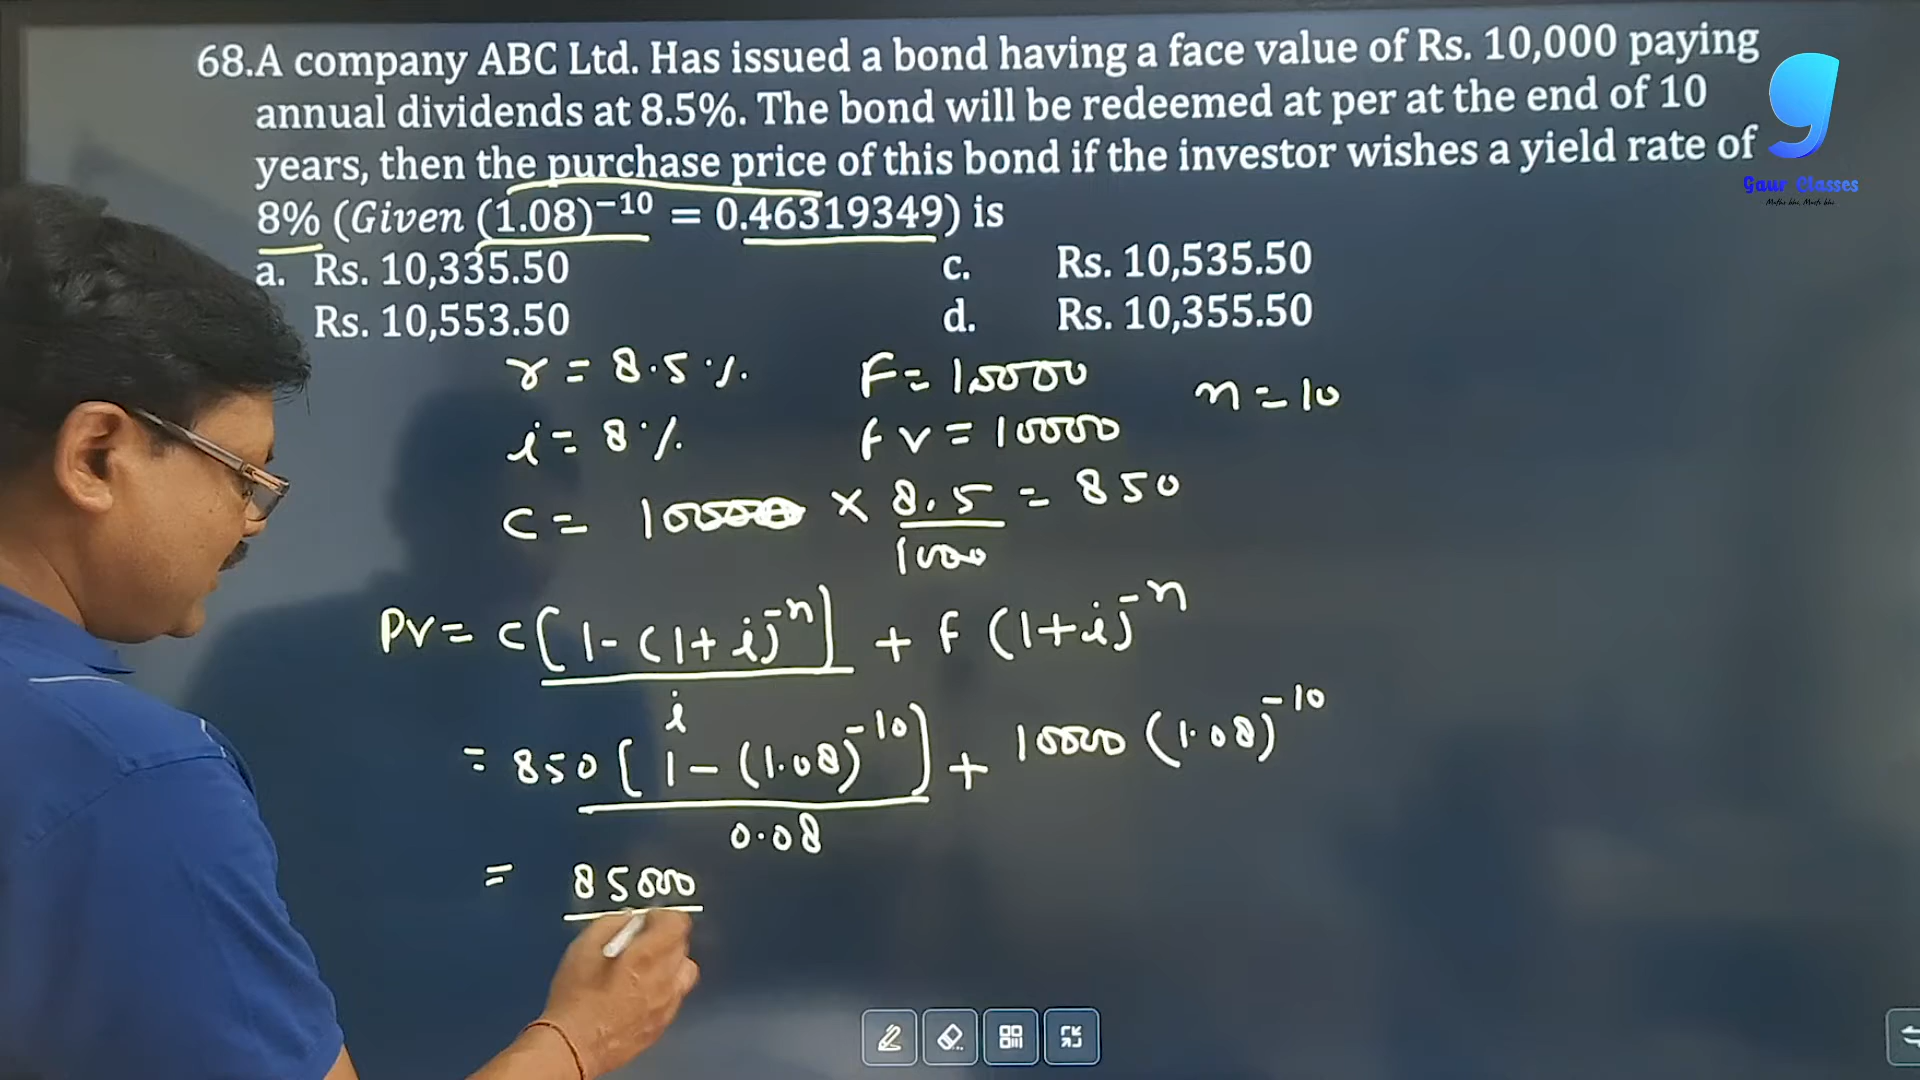 68.A company ABC Ltd. Has issued a bond having a face value of Rs. 10,000 paying
annual dividends at 8.5%. The bond will be redeemed at per at the end of 10
years, then the purchase price of this bond if the investor wishes a yield rate of
8% (Given (1.08)⁻¹⁰ = 0.46319349) is
a. Rs. 10,335.50 c. Rs. 10,535.50
Rs. 10,553.50 d. Rs. 10,355.50
g
Gaur Classes
r = 8.5 % F = 10000 n = 10
i = 8 % FV = 10000
C = 10000 × 8.5 / 100 = 850
PV = C [1 - (1+i)⁻ⁿ] / i + F (1+i)⁻ⁿ
= 850 [1 - (1.08)⁻¹⁰] / 0.08 + 10000 (1.08)⁻¹⁰
= 85000